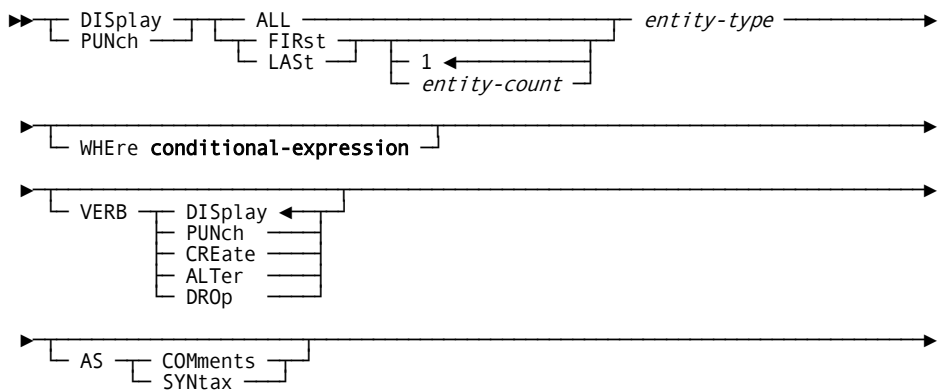 DISplay ALL entity-type
PUNch FIRst
LASt 1
entity-count
WHEre conditional-expression
VERB DISplay
PUNch
CREate
ALTer
DROp
AS COMments
SYNtax